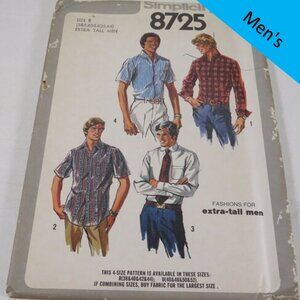 Men's
SIZE B
EXTRA TALL MEN
Simplicit
8725
4
1
2
3
FASHIONS FOR
extra-tall men
THIS 4-SIZE PATTERN IS AVAILABLE IN THESE SIZES:
IF COMBINING SIZES, BUY FABRIC FOR THE LARGEST SIZE.